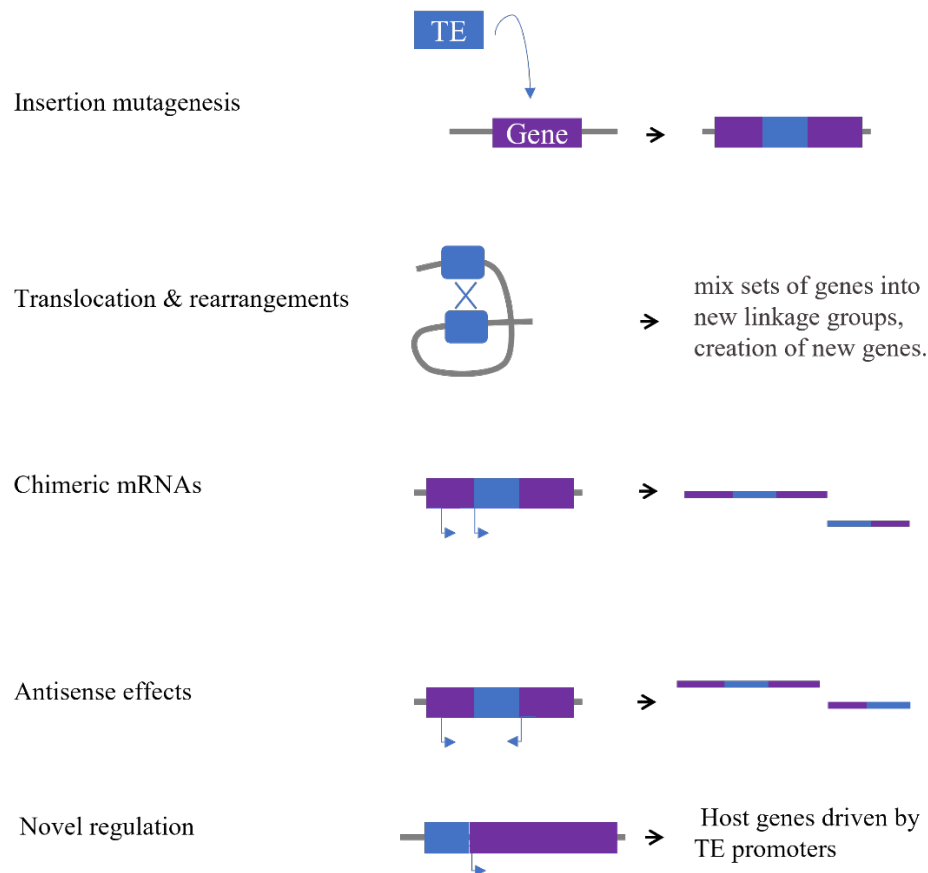 TE
Insertion mutagenesis
Gene
Translocation & rearrangements
mix sets of genes into
new linkage groups,
creation of new genes.
Chimeric mRNAs
Antisense effects
Novel regulation
Host genes driven by
TE promoters